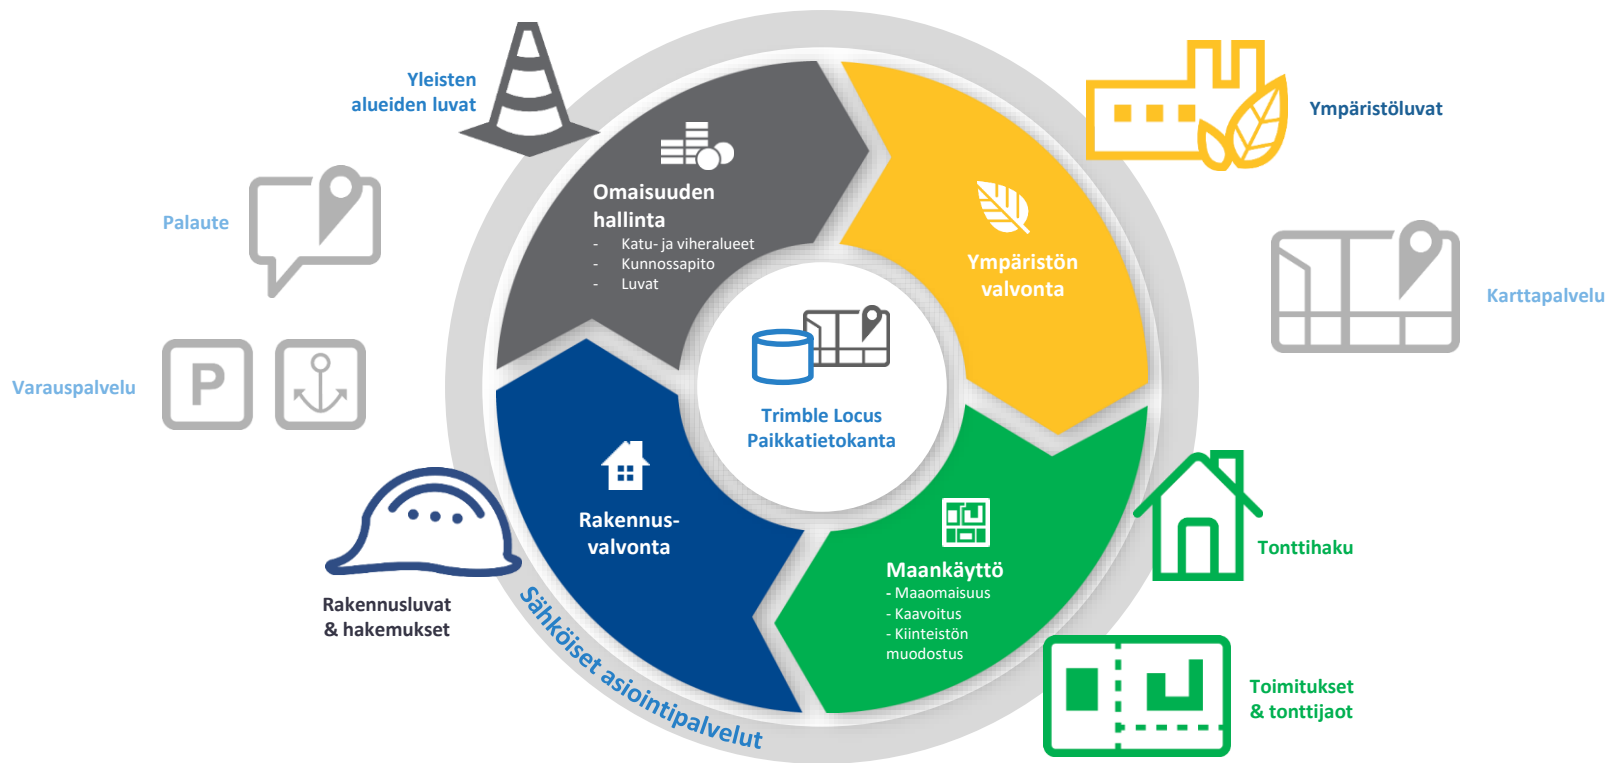 Yleisten
alueiden luvat
Ympäristöluvat
Palaute
Omaisuuden
hallinta
- Katu- ja viheralueet
- Kunnossapito
- Luvat
Ympäristön
valvonta
Karttapalvelu
Varauspalvelu
P
Trimble Locus
Paikkatietokanta
Rakennus-
valvonta
Maankäyttö
- Maaomaisuus
- Kaavoitus
- Kiinteistön
muodostus
Tonttihaku
Rakennusluvat
& hakemukset
Sähköiset asiointipalvelut
Toimitukset
& tonttijaot